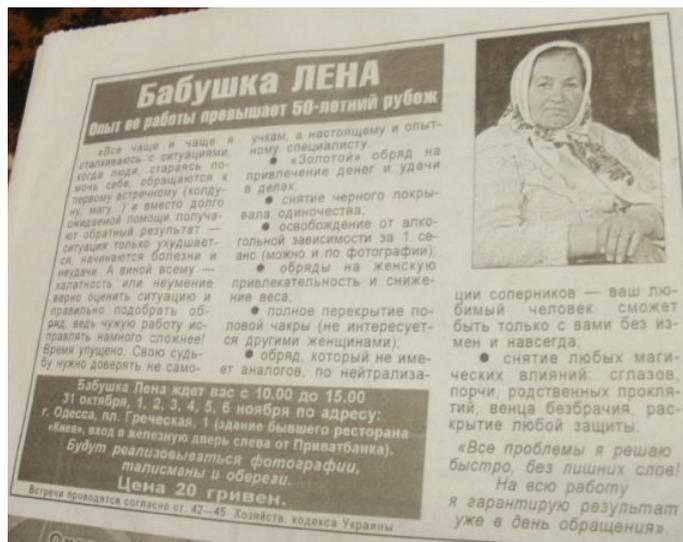 Бабушка ЛЕНА
Опыт ее работы превышает 50-летний рубеж
«Все чаще и чаще я
сталкиваюсь с ситуациями,
когда люди, стараясь по-
мочь себе, обращаются к
первому встречному (колду-
ну, магу...) и вместо долго
ожидаемой помощи получа-
ют обратный результат —
ситуация только ухудшает-
ся, начинаются болезни и
неудачи. А виной всему —
халатность или неумение
верно оценить ситуацию и
правильно подобрать об-
ряд, ведь чужую работу ис-
правлять намного сложнее!
Время упущено. Свою судь-
бу нужно доверять не само-
учкам, а настоящему и опыт-
ному специалисту.
● «Золотой» обряд на
привлечение денег и удачи
в делах;
● снятие черного покры-
вала одиночества;
● освобождение от алко-
гольной зависимости за 1 се-
анс (можно и по фотографии);
● обряды на женскую
привлекательность и сниже-
ние веса;
● полное перекрытие по-
ловой чакры (не интересует-
ся другими женщинами);
● обряд, который не име-
ет аналогов, по нейтрализа-
ции соперников — ваш лю-
бимый человек сможет
быть только с вами без из-
мен и навсегда;
● снятие любых маги-
ческих влияний: сглазов,
порчи, родственных прокля-
тий, венца безбрачия, рас-
крытие любой защиты.
«Все проблемы я решаю
быстро, без лишних слов!
На всю работу
я гарантирую результат
уже в день обращения».
Бабушка Лена ждет вас с 10.00 до 15.00
31 октября, 1, 2, 3, 4, 5, 6 ноября по адресу:
г. Одесса, пл. Греческая, 1 (здание бывшего ресторана
«Киев», вход в железную дверь слева от Приватбанка).
Будут реализовываться фотографии,
талисманы и обереги.
Цена 20 гривен.
Встречи проводятся согласно ст. 42—45 Хозяйств. кодекса Украины.